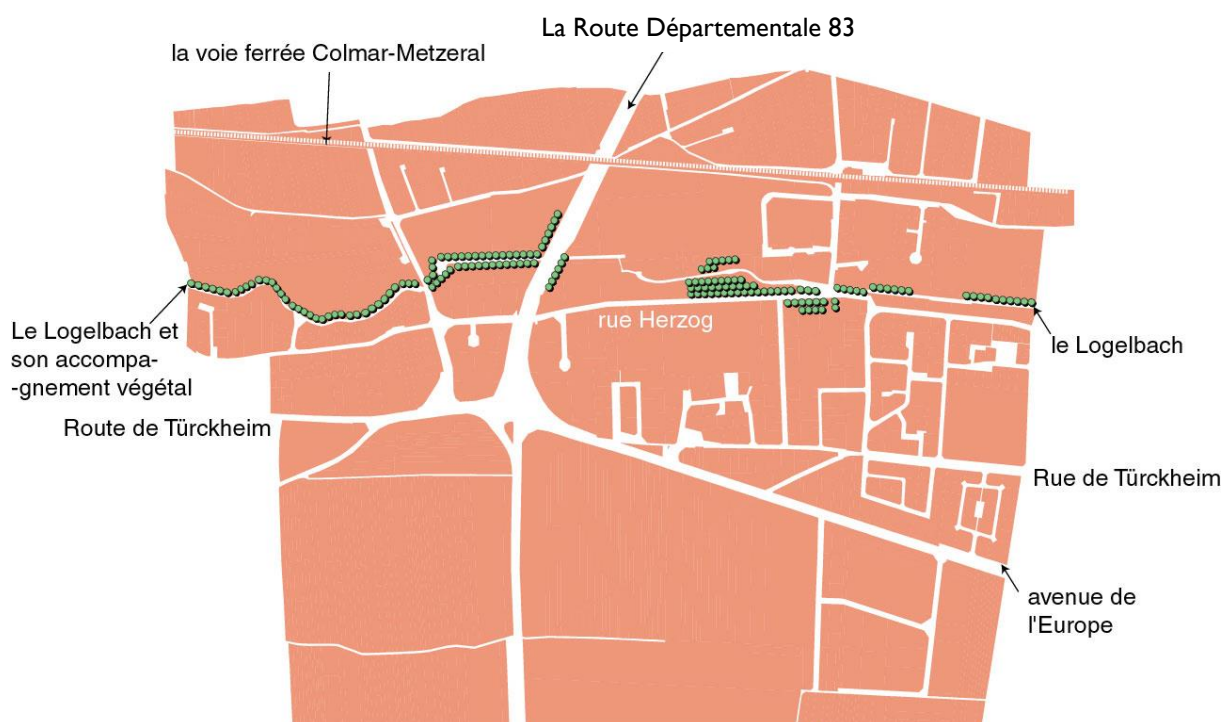 La Route Départementale 83
la voie ferrée Colmar-Metzeral
rue Herzog
Le Logelbach et
son accompa-
-gnement végétal
le Logelbach
Route de Türckheim
Rue de Türckheim
avenue de
l'Europe